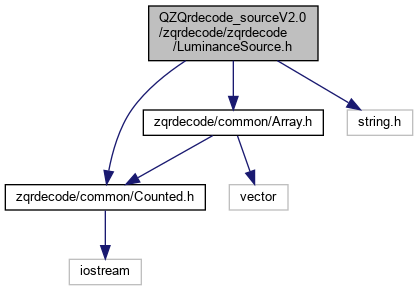 QZQrdecode_sourceV2.0
/zqrdecode/zqrdecode
/LuminanceSource.h
zqrdecode/common/Array.h
string.h
zqrdecode/common/Counted.h
vector
iostream